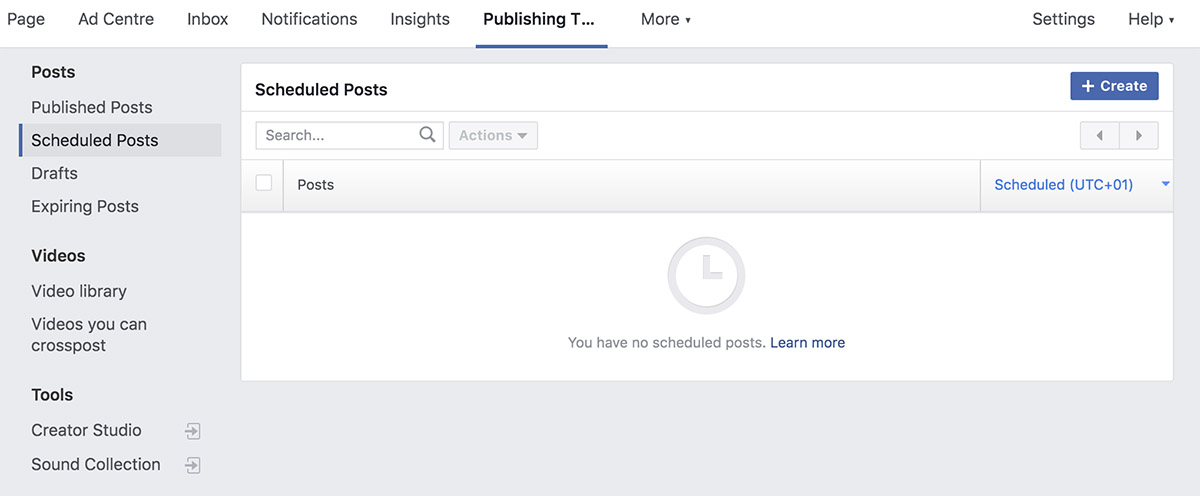 Page Ad Centre Inbox Notifications Insights Publishing T... More Settings Help
Posts
Published Posts
Scheduled Posts
Drafts
Expiring Posts
Videos
Video library
Videos you can
crosspost
Tools
Creator Studio
Sound Collection
Scheduled Posts
+ Create
Search... Actions
Posts Scheduled (UTC+01)
You have no scheduled posts. Learn more